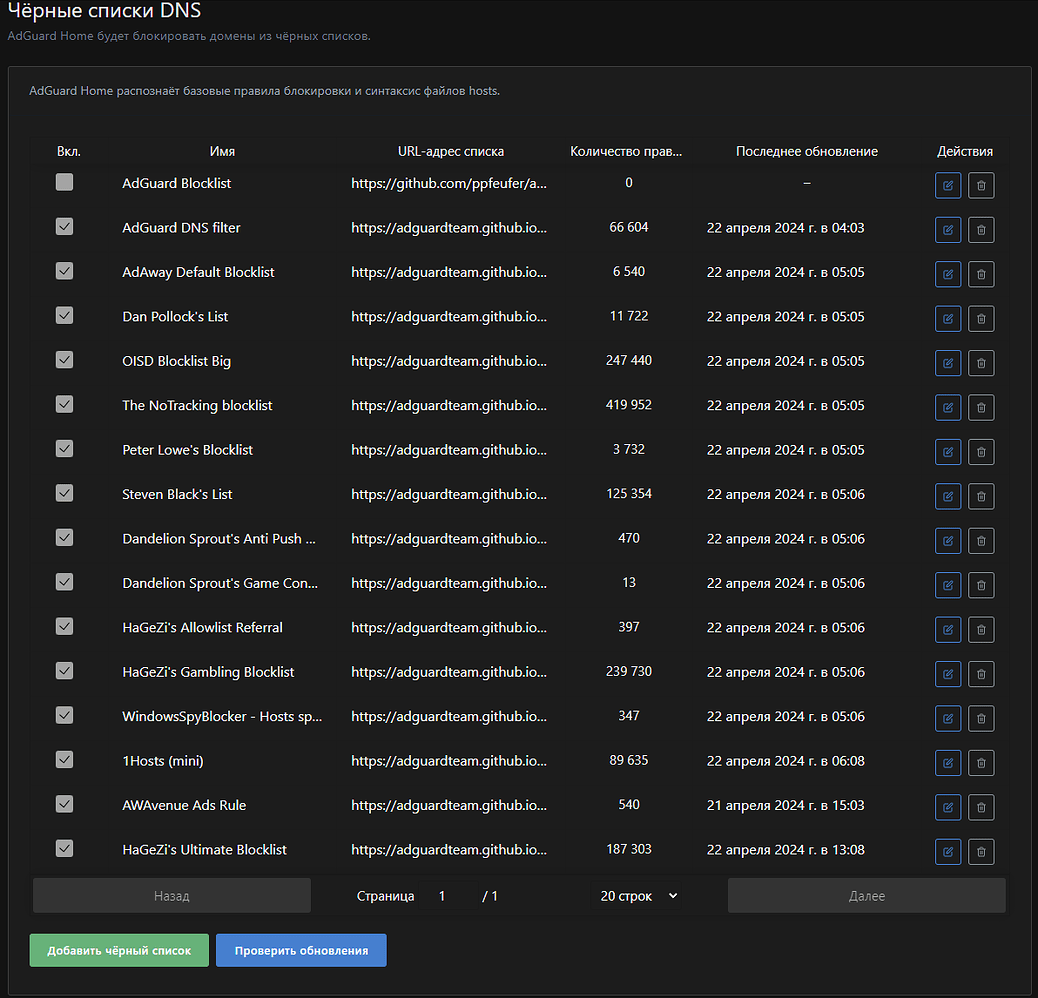 Чёрные списки DNS
AdGuard Home будет блокировать домены из чёрных списков.
AdGuard Home распознаёт базовые правила блокировки и синтаксис файлов hosts.
Вкл. Имя URL-адрес списка Количество прав... Последнее обновление Действия
AdGuard Blocklist https://github.com/ppfeufer/a... 0 –
AdGuard DNS filter https://adguardteam.github.io... 66 604 22 апреля 2024 г. в 04:03
AdAway Default Blocklist https://adguardteam.github.io... 6 540 22 апреля 2024 г. в 05:05
Dan Pollock's List https://adguardteam.github.io... 11 722 22 апреля 2024 г. в 05:05
OISD Blocklist Big https://adguardteam.github.io... 247 440 22 апреля 2024 г. в 05:05
The NoTracking blocklist https://adguardteam.github.io... 419 952 22 апреля 2024 г. в 05:05
Peter Lowe's Blocklist https://adguardteam.github.io... 3 732 22 апреля 2024 г. в 05:05
Steven Black's List https://adguardteam.github.io... 125 354 22 апреля 2024 г. в 05:06
Dandelion Sprout's Anti Push ... https://adguardteam.github.io... 470 22 апреля 2024 г. в 05:06
Dandelion Sprout's Game Con... https://adguardteam.github.io... 13 22 апреля 2024 г. в 05:06
HaGeZi's Allowlist Referral https://adguardteam.github.io... 397 22 апреля 2024 г. в 05:06
HaGeZi's Gambling Blocklist https://adguardteam.github.io... 239 730 22 апреля 2024 г. в 05:06
WindowsSpyBlocker - Hosts sp... https://adguardteam.github.io... 347 22 апреля 2024 г. в 05:06
1Hosts (mini) https://adguardteam.github.io... 89 635 22 апреля 2024 г. в 06:08
AWAvenue Ads Rule https://adguardteam.github.io... 540 21 апреля 2024 г. в 15:03
HaGeZi's Ultimate Blocklist https://adguardteam.github.io... 187 303 22 апреля 2024 г. в 13:08
Назад Страница 1 / 1 20 строк Далее
Добавить чёрный список Проверить обновления